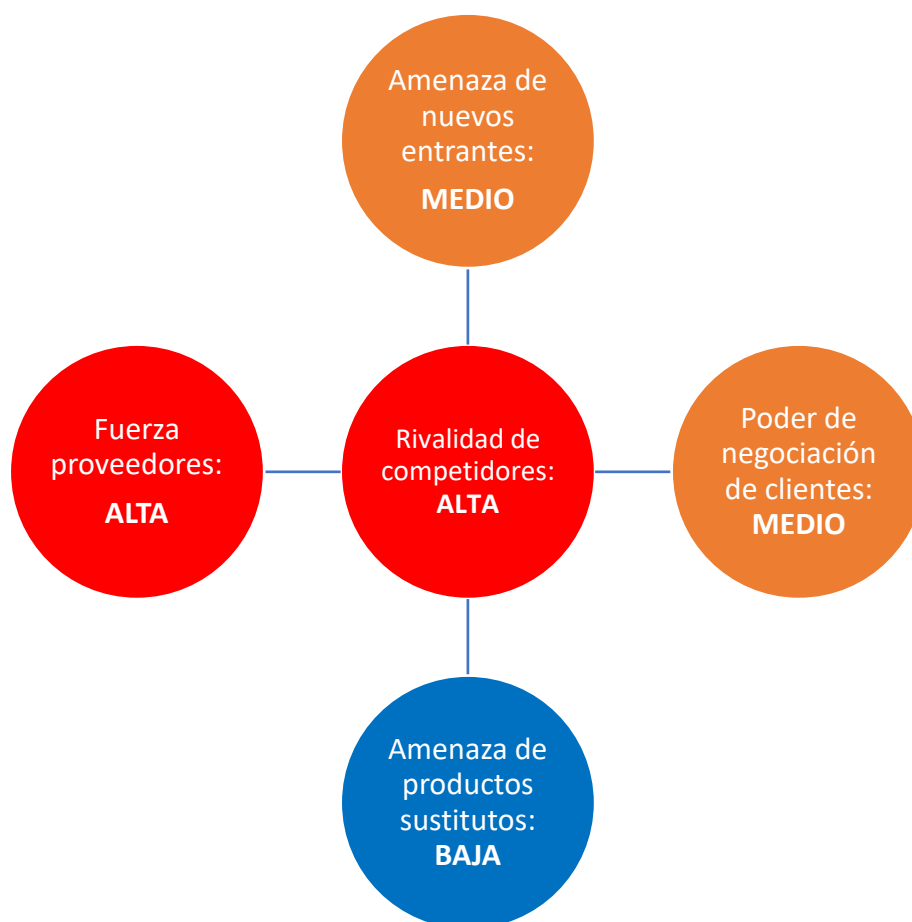 Amenaza de
nuevos
entrantes:
MEDIO
Fuerza
proveedores:
ALTA
Rivalidad de
competidores:
ALTA
Poder de
negociación
de clientes:
MEDIO
Amenaza de
productos
sustitutos:
BAJA